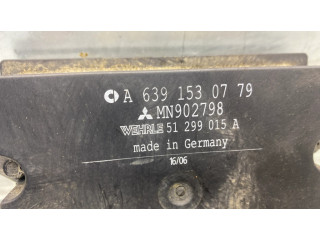 A 639 153 07 79
MN902798
WEHRLE 51 299 015 A
made in Germany
16/06